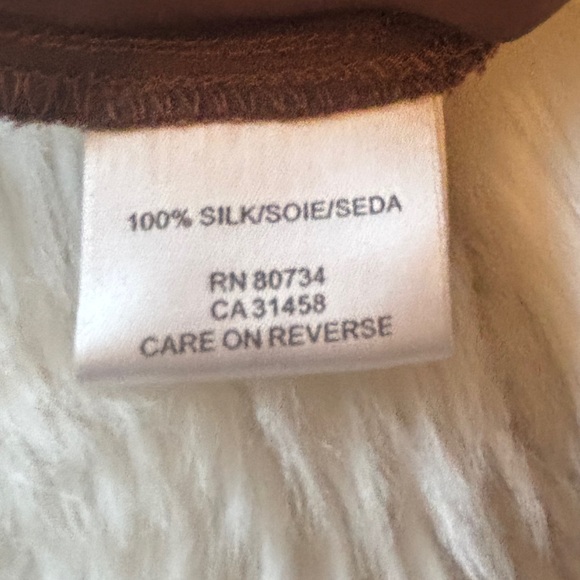 100% SILK/SOIE/SEDA
RN 80734
CA 31458
CARE ON REVERSE